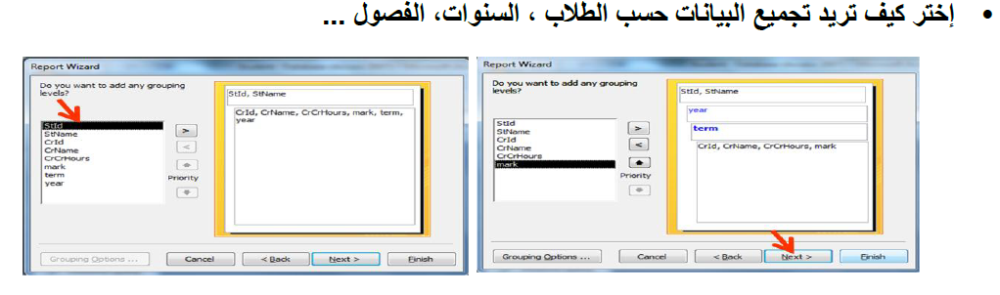 • إختر كيف تريد تجميع البيانات حسب الطلاب ، السنوات، الفصول ...
Report Wizard
Do you want to add any grouping
levels?
StId
StName
CrId
CrName
CrCrHours
mark
term
year
>
<
Priority
StId, StName
CrId, CrName, CrCrHours, mark, term,
year
Grouping Options ...
Cancel
< Back
Next >
Finish
Report Wizard
Do you want to add any grouping
levels?
StId
StName
CrId
CrName
CrCrHours
mark
>
<
Priority
StId, StName
year
term
CrId, CrName, CrCrHours, mark
Grouping Options ...
Cancel
< Back
Next >
Finish